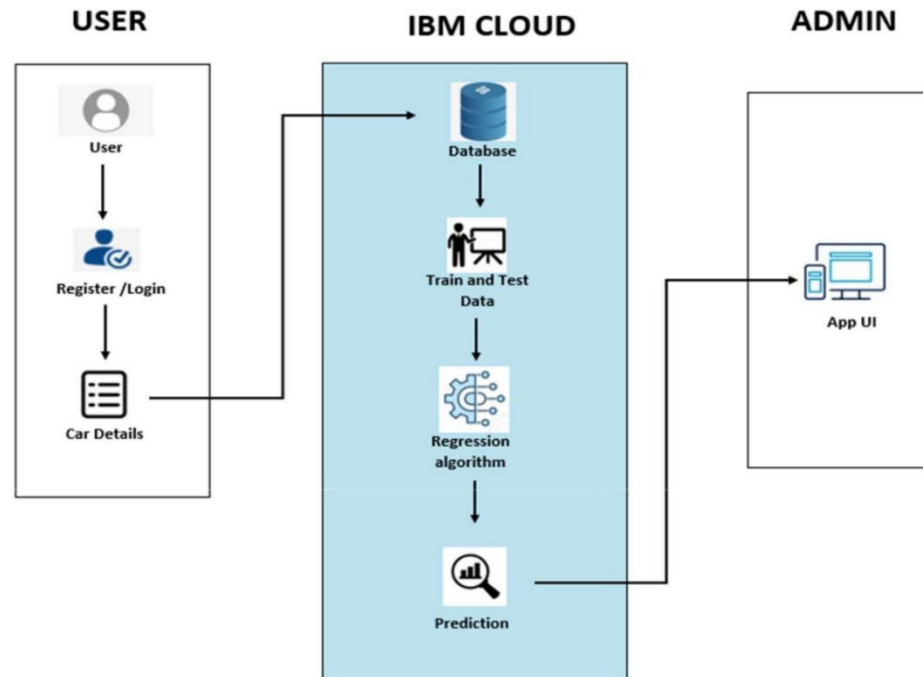 USER
IBM CLOUD
ADMIN
User
Register /Login
Car Details
Database
Train and Test
Data
Regression
algorithm
Prediction
App UI